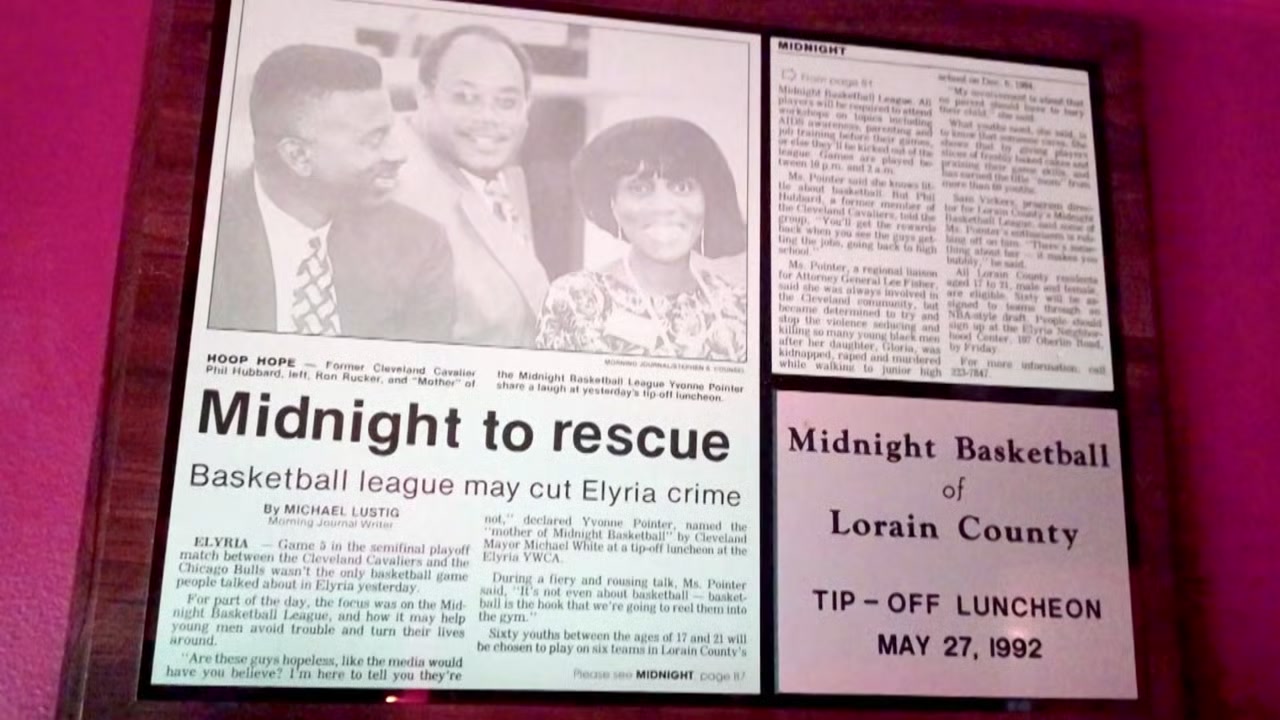 HOOP HOPE — Former Cleveland Cavalier
Phil Hubbard, left, Ron Rucker, and "Mother" of
MORNING JOURNAL/STEPHEN
the Midnight Basketball League Yvonne Pointer
share a laugh at yesterday's tip-off luncheon.
Midnight to rescue
Basketball league may cut Elyria crime
By MICHAEL LUSTIG
Morning Journal Writer
ELYRIA — Game 5 in the semifinal playoff
match between the Cleveland Cavaliers and the
Chicago Bulls wasn't the only basketball game
people talked about in Elyria yesterday.
For part of the day, the focus was on the Mid-
night Basketball League, and how it may help
young men avoid trouble and turn their lives
around.
"Are these guys hopeless, like the media would
have you believe? I'm here to tell you they're
not," declared Yvonne Pointer, named the
"mother of Midnight Basketball" by Cleveland
Mayor Michael White at a tip-off luncheon at the
Elyria YWCA.
During a fiery and rousing talk, Ms. Pointer
said, "It's not even about basketball — basket-
ball is the hook that we're going to reel them into
the gym."
Sixty youths between the ages of 17 and 21 will
be chosen to play on six teams in Lorain County's
Please see MIDNIGHT, page B7
MIDNIGHT
From page B1
Midnight Basketball League. All
players will be required to attend
workshops on topics including
AIDS awareness, parenting and
job training before their games,
or else they'll be kicked out of the
league. Games are played be-
tween 10 p.m. and 2 a.m.
Ms. Pointer said she knows lit-
tle about basketball. But Phil
Hubbard, a former member of
the Cleveland Cavaliers, told the
group, "You'll get the rewards
back when you see the guys get-
ting the jobs, going back to high
school."
Ms. Pointer, a regional liaison
for Attorney General Lee Fisher,
said she was always involved in
the Cleveland community, but
became determined to try and
stop the violence seducing and
killing so many young black men
after her daughter, Gloria, was
kidnapped, raped and murdered
while walking to junior high
school on Dec. 6, 1984.
"My involvement is about that
no parent should have to bury
their child," she said.
What youths need, she said, is
to know that someone cares. She
shows that by giving players
slices of freshly baked cakes and
praising their game skills, and
has earned the title "mom" from
more than 60 youths.
Sam Vickers, program direc-
tor for Lorain County's Midnight
Basketball League, said some of
Ms. Pointer's enthusiasm is rub-
bing off on him. "There's some-
thing about her — it makes you
bubbly," he said.
All Lorain County residents
aged 17 to 21, male and female,
are eligible. Sixty will be as-
signed to teams through an
NBA-style draft. People should
sign up at the Elyria Neighbor-
hood Center, 107 Oberlin Road,
by Friday.
For more information, call
323-7847.
Midnight Basketball
of
Lorain County
TIP-OFF LUNCHEON
MAY 27, 1992